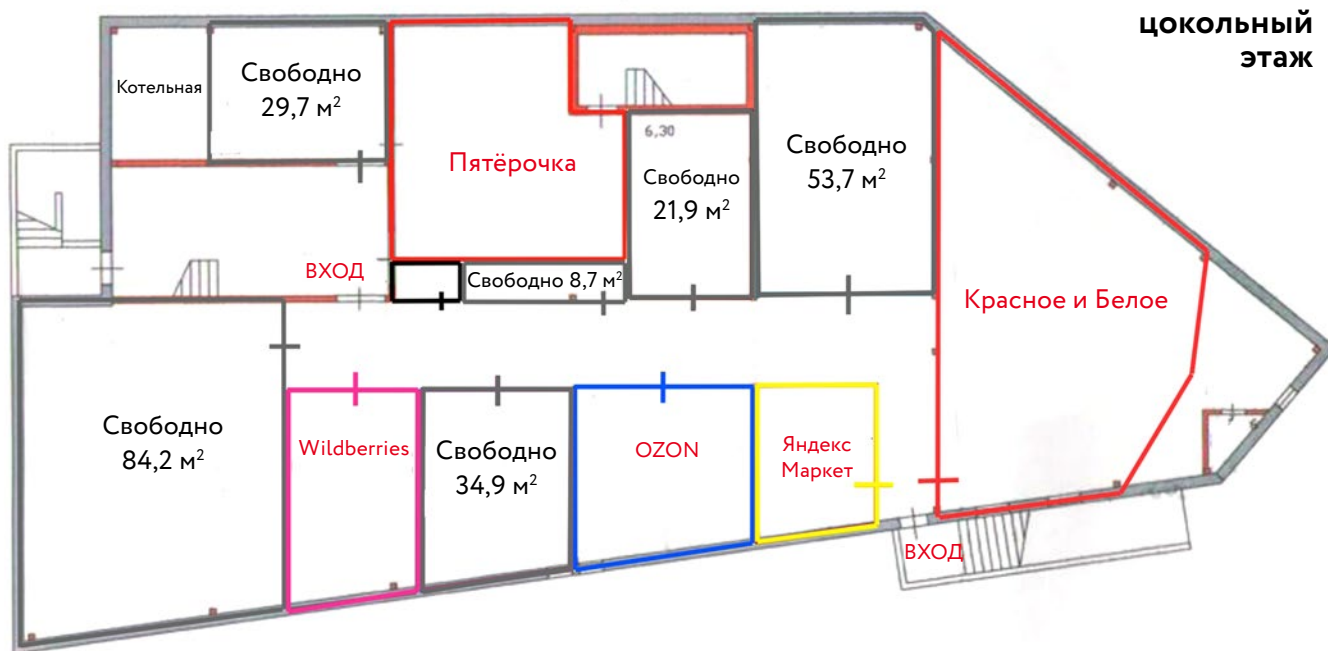 цокольный
этаж
Котельная
Свободно
29,7 м²
Пятёрочка
6,30
Свободно
21,9 м²
Свободно
53,7 м²
ВХОД
Свободно 8,7 м²
Красное и Белое
Свободно
84,2 м²
Wildberries
Свободно
34,9 м²
OZON
Яндекс
Маркет
ВХОД